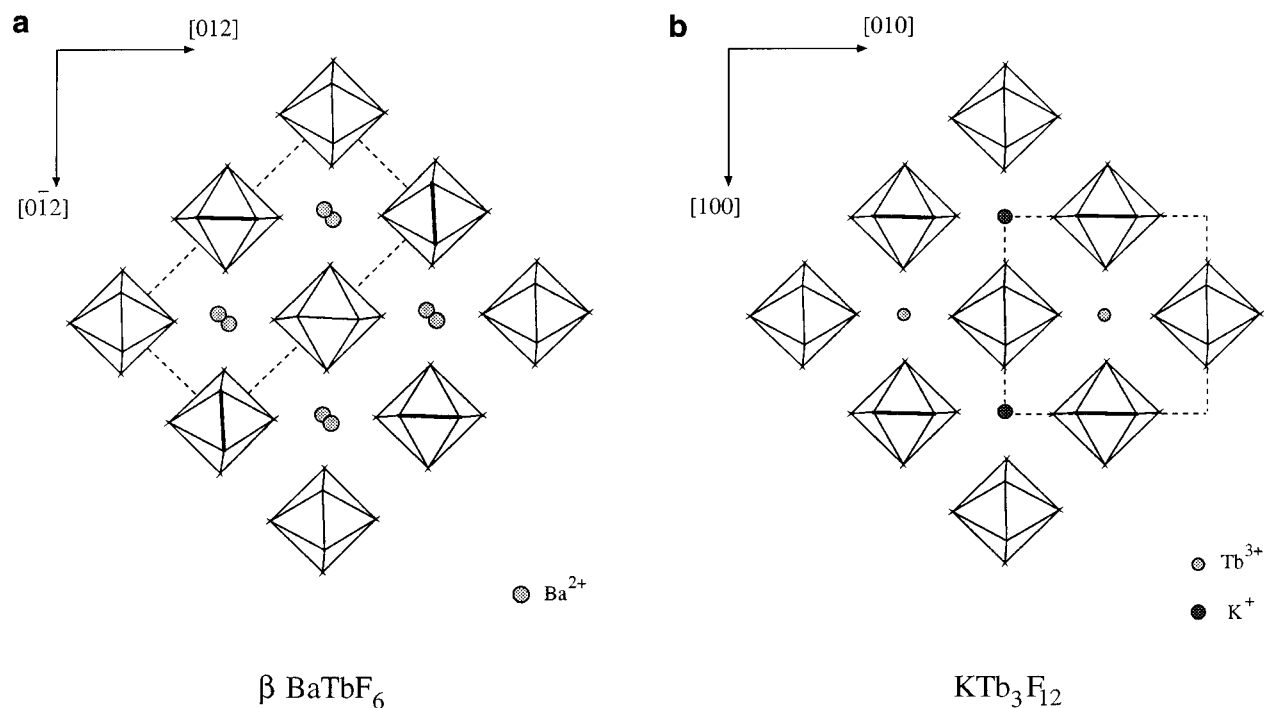 a
[012]
[01̄2]
Ba²⁺
β BaTbF₆
b
[010]
[100]
Tb³⁺
K⁺
KTb₃F₁₂